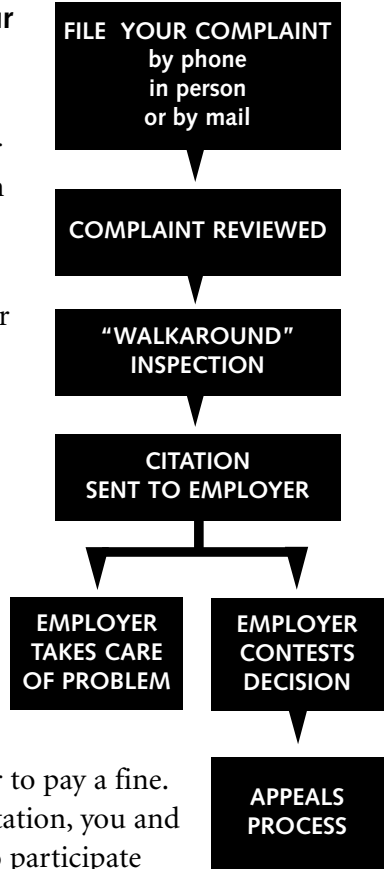 FILE YOUR COMPLAINT
by phone
in person
or by mail
COMPLAINT REVIEWED
“WALKAROUND”
INSPECTION
CITATION
SENT TO EMPLOYER
EMPLOYER
TAKES CARE
OF PROBLEM
EMPLOYER
CONTESTS
DECISION
APPEALS
PROCESS
to pay a fine.
you and
participate